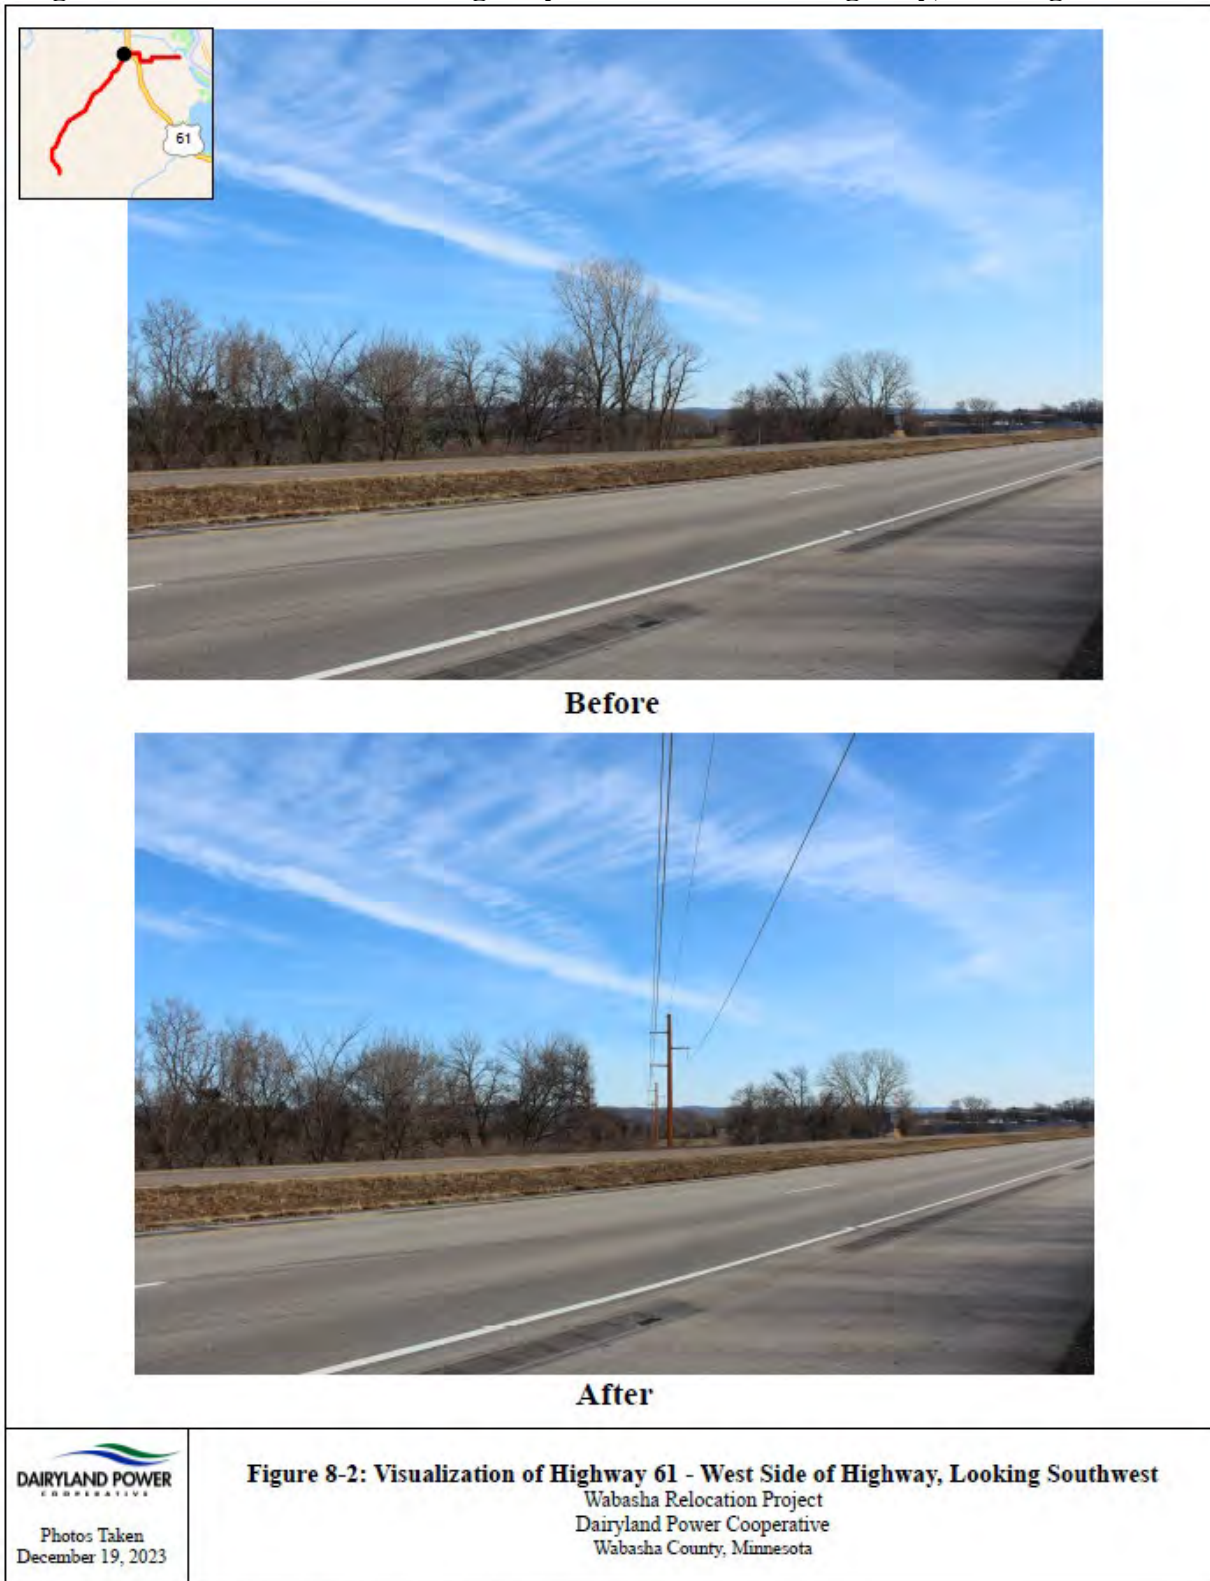 61
Before
After
DAIRYLAND POWER
COOPERATIVE
Photos Taken
December 19, 2023
Figure 8-2: Visualization of Highway 61 - West Side of Highway, Looking Southwest
Wabasha Relocation Project
Dairyland Power Cooperative
Wabasha County, Minnesota